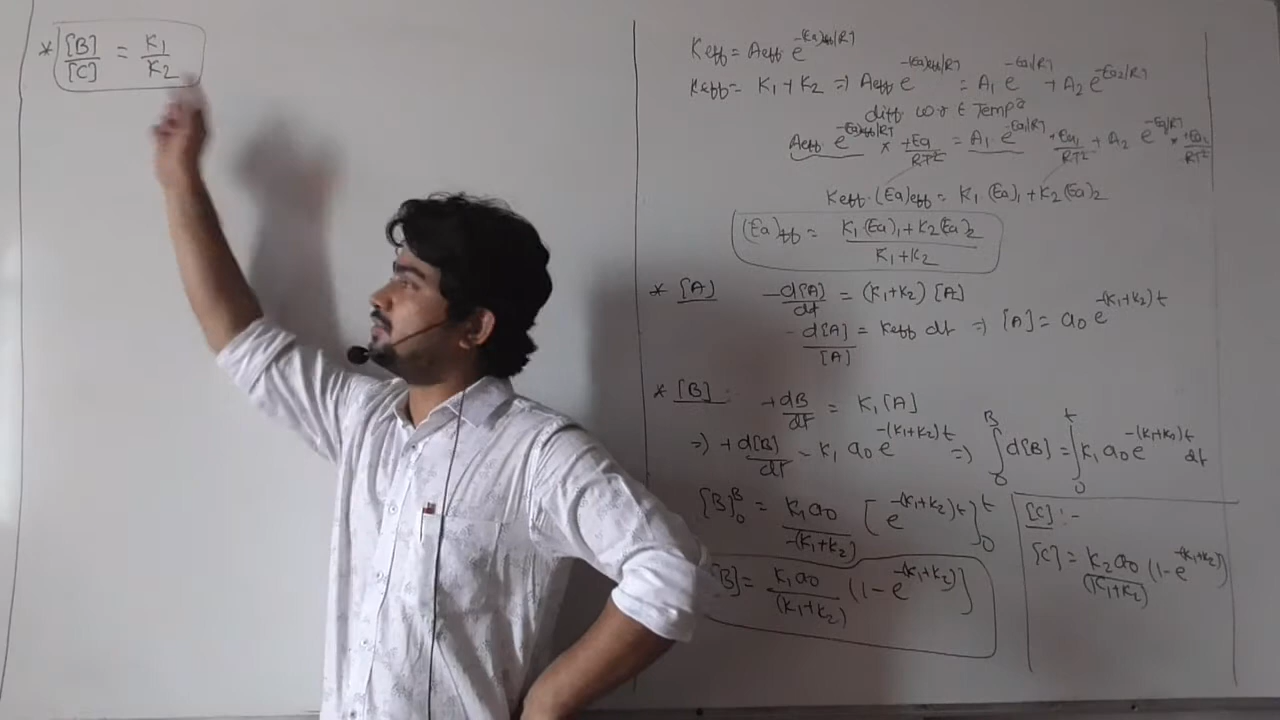 * [B]/[C] = K1/K2
Keff = Aeff e^-(Ea)eff/RT
Keff = K1 + K2 ⇒ Aeff e^-(Ea)eff/RT = A1 e^-Ea1/RT + A2 e^-Ea2/RT
diff w.r.t Temp
Aeff e^-(Ea)eff/RT * +Ea/RT² = A1 e^-Ea1/RT * +Ea1/RT² + A2 e^-Ea/RT * +Ea2/RT²
Keff·(Ea)eff = K1(Ea)1 + K2(Ea)2
(Ea)eff = K1(Ea)1 + K2(Ea)2 / K1+K2
* [A] -d[A]/dt = (K1+K2) [A]
-d[A]/[A] = Keff dt ⇒ [A] = a0 e^-(K1+K2)t
* [B] :- +dB/dt = K1[A]
⇒ +d[B]/dt = K1 a0 e^-(K1+K2)t ⇒ ∫0^B d[B] = ∫0^t K1 a0 e^-(K1+K2)t dt
[B]0^B = K1a0/-(K1+K2) [e^-(K1+K2)t]0^t
[B] = K1a0/(K1+K2) (1-e^-(K1+K2)]
[C] :-
[C] = K2a0/(K1+K2) (1-e^-(K1+K2)]